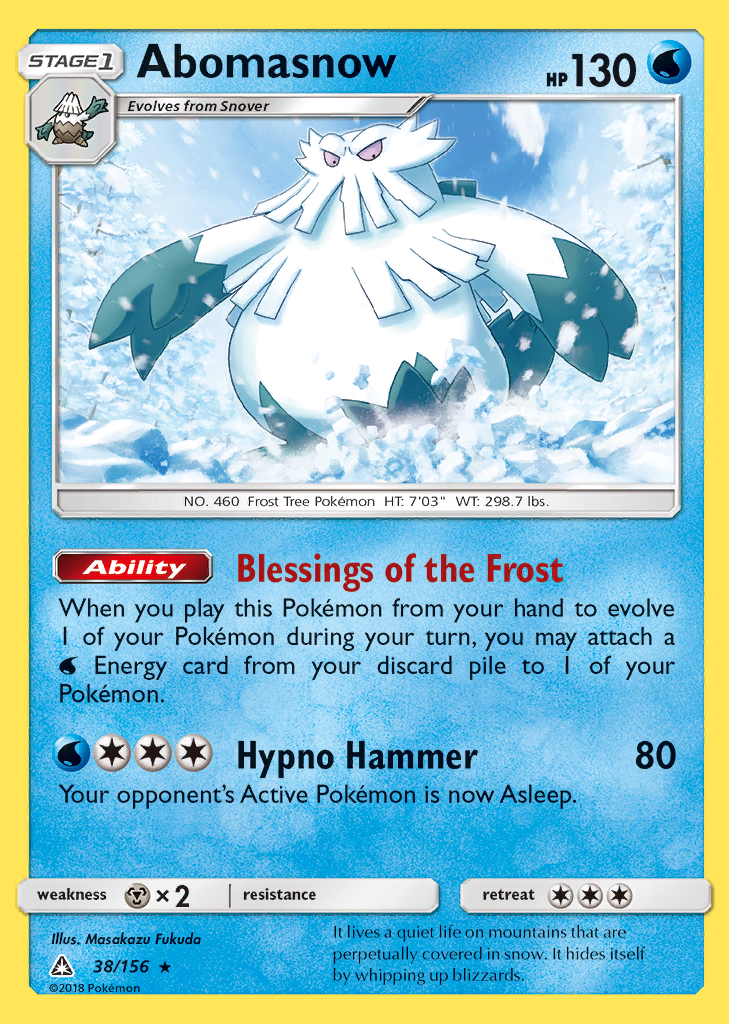 STAGE1
Abomasnow
HP 130
Evolves from Snover
NO. 460 Frost Tree Pokémon HT: 7'03" WT: 298.7 lbs.
Ability Blessings of the Frost
When you play this Pokémon from your hand to evolve
1 of your Pokémon during your turn, you may attach a
Energy card from your discard pile to 1 of your
Pokémon.
Hypno Hammer 80
Your opponent's Active Pokémon is now Asleep.
weakness ×2 resistance retreat
Illus. Masakazu Fukuda
38/156 ★
©2018 Pokémon
It lives a quiet life on mountains that are
perpetually covered in snow. It hides itself
by whipping up blizzards.